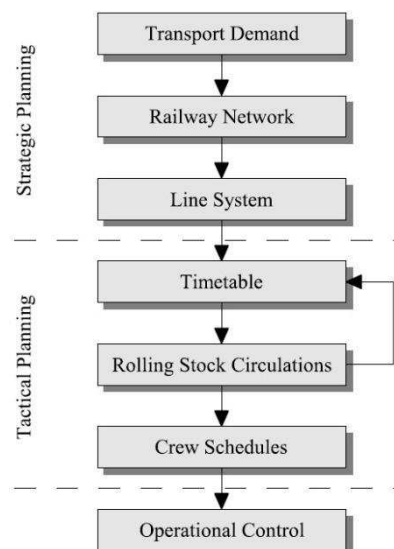 Transport Demand
Strategic Planning
Railway Network
Line System
Timetable
Tactical Planning
Rolling Stock Circulations
Crew Schedules
Operational Control